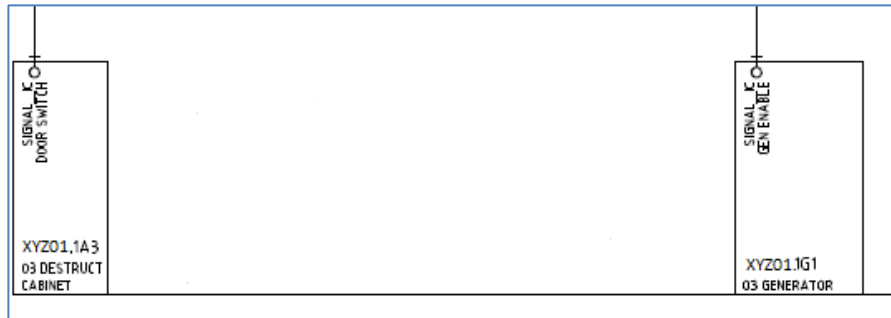 SIGNAL_IC
DOOR SWITCH
XYZ01,1A3
03 DESTRUCT
CABINET
SIGNAL_IC
GEN ENABLE
XYZ01.1G1
03 GENERATOR